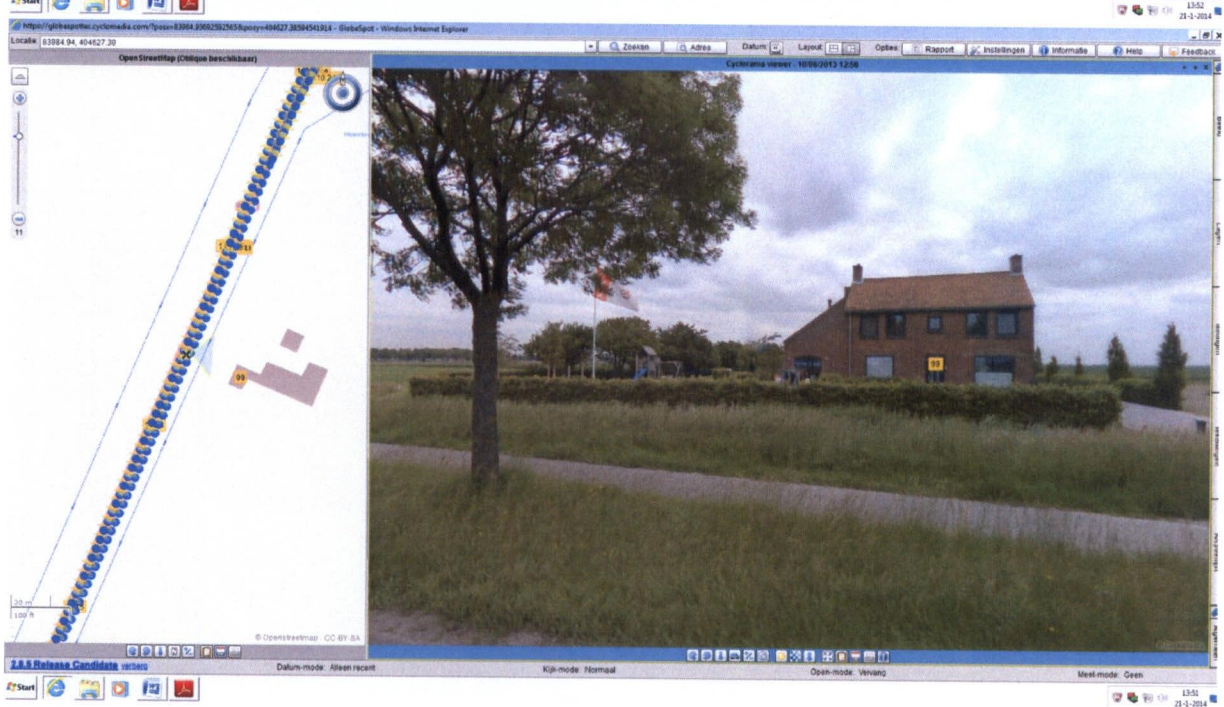 Start
13:52
21-1-2014
https://globespotter.cyclomedia.com/?posx=83984.93692592565&posy=404627.38594541914 - GlobeSpot - Windows Internet Explorer
Locatie: 83984.94, 404627.38
Zoeken
Adres
Datum:
Layout:
Opties:
Rapport
Instellingen
Informatie
Help
Feedback
OpenStreetMap (Oblique beschikbaar)
Cyclorama viewer - 10/06/2013 12:58
11
99
99
20 m
100 ft
© Openstreetmap CC-BY-SA
2.8.5 Release Candidate verberg
Datum-mode: Alleen recent
Kijk-mode: Normaal
Open-mode: Vervang
Meet-mode: Geen
Start
13:51
21-1-2014